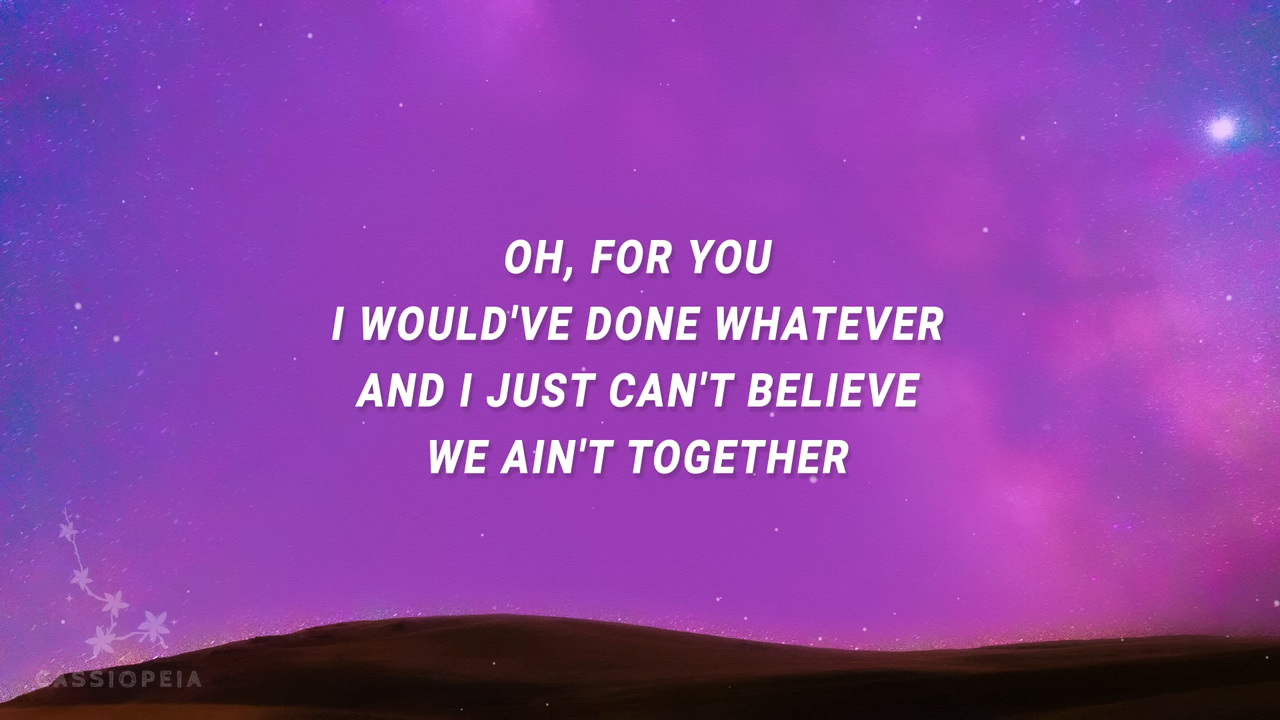 OH, FOR YOU
I WOULD'VE DONE WHATEVER
AND I JUST CAN'T BELIEVE
WE AIN'T TOGETHER
CASSIOPEIA